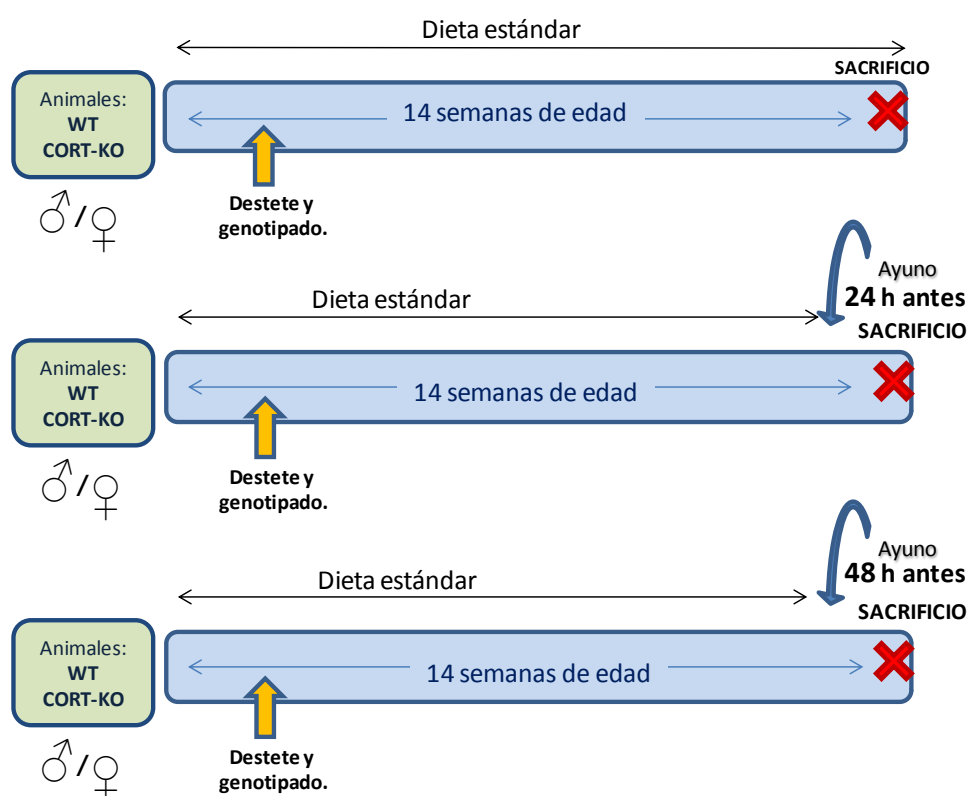 Dieta estándar
SACRIFICIO
Animales:
WT
CORT-KO
14 semanas de edad
♂/♀
Destete y
genotipado.
Ayuno
24 h antes
SACRIFICIO
Dieta estándar
Animales:
WT
CORT-KO
14 semanas de edad
♂/♀
Destete y
genotipado.
Ayuno
48 h antes
SACRIFICIO
Dieta estándar
Animales:
WT
CORT-KO
14 semanas de edad
♂/♀
Destete y
genotipado.